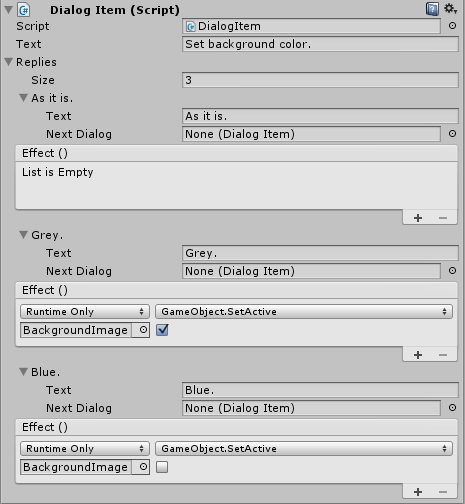 Dialog Item (Script)
Script DialogItem
Text Set background color.
Replies
Size 3
As it is.
Text As it is.
Next Dialog None (Dialog Item)
Effect ()
List is Empty
+ −
Grey.
Text Grey.
Next Dialog None (Dialog Item)
Effect ()
Runtime Only GameObject.SetActive
BackgroundImage
+ −
Blue.
Text Blue.
Next Dialog None (Dialog Item)
Effect ()
Runtime Only GameObject.SetActive
BackgroundImage
+ −